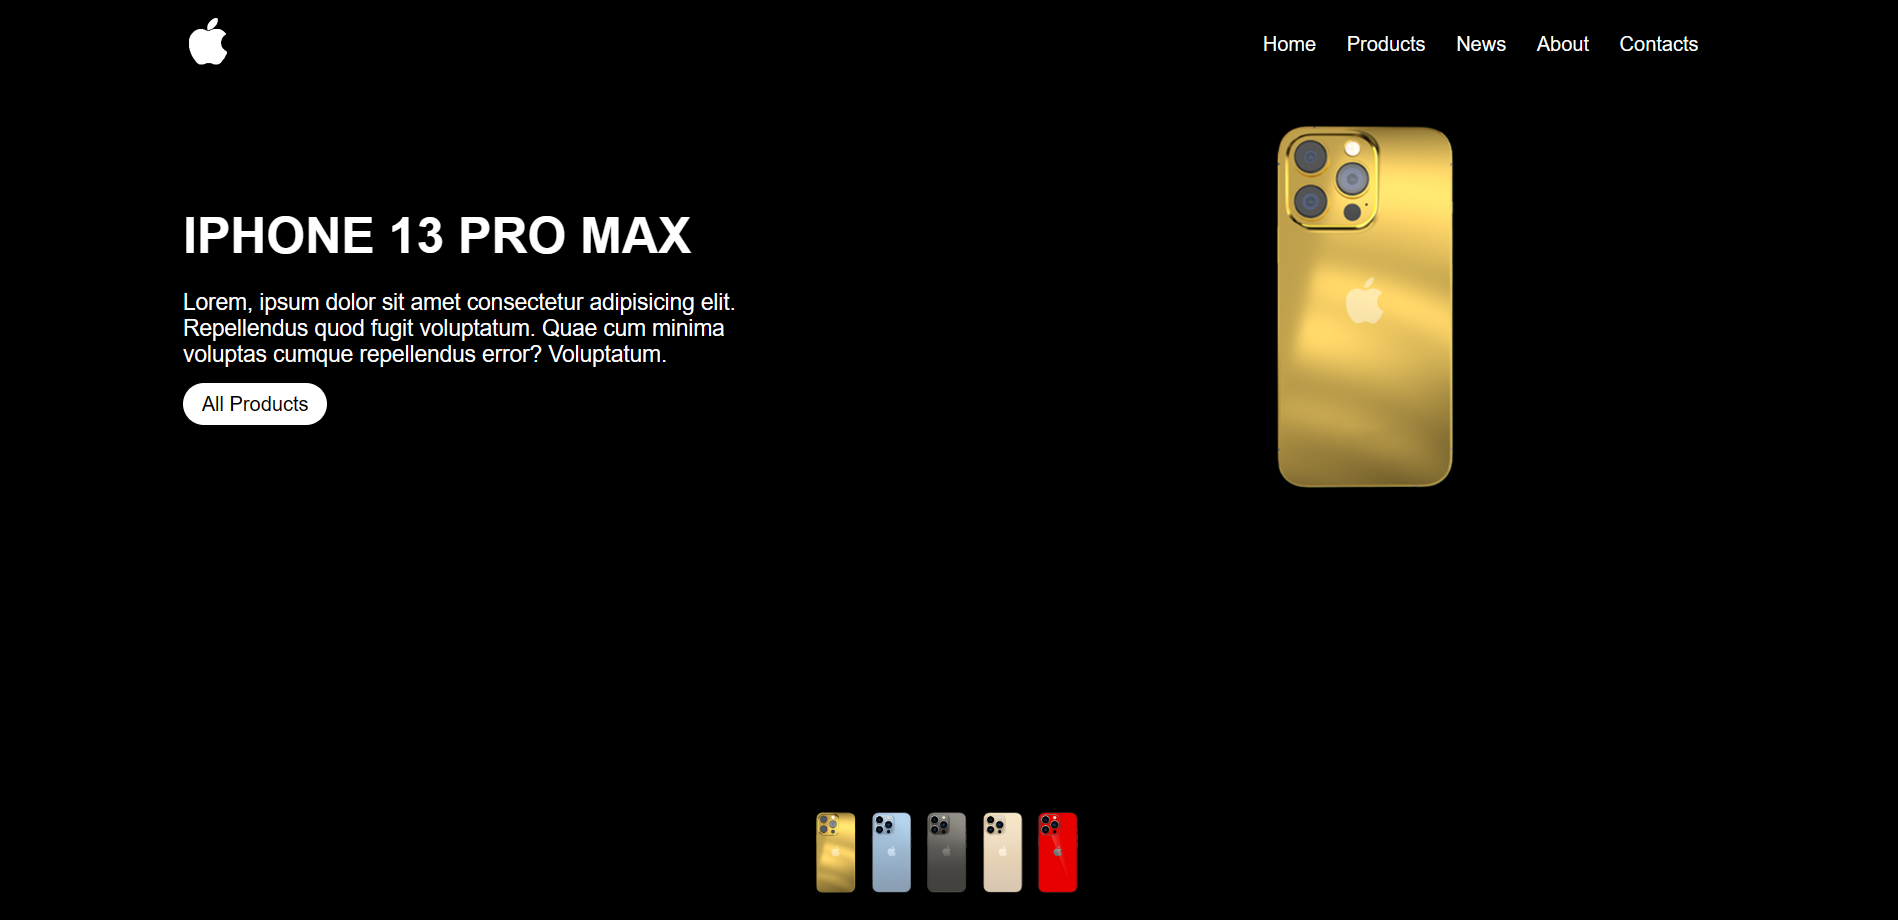 Home Products News About Contacts
IPHONE 13 PRO MAX
Lorem, ipsum dolor sit amet consectetur adipisicing elit.
Repellendus quod fugit voluptatum. Quae cum minima
voluptas cumque repellendus error? Voluptatum.
All Products